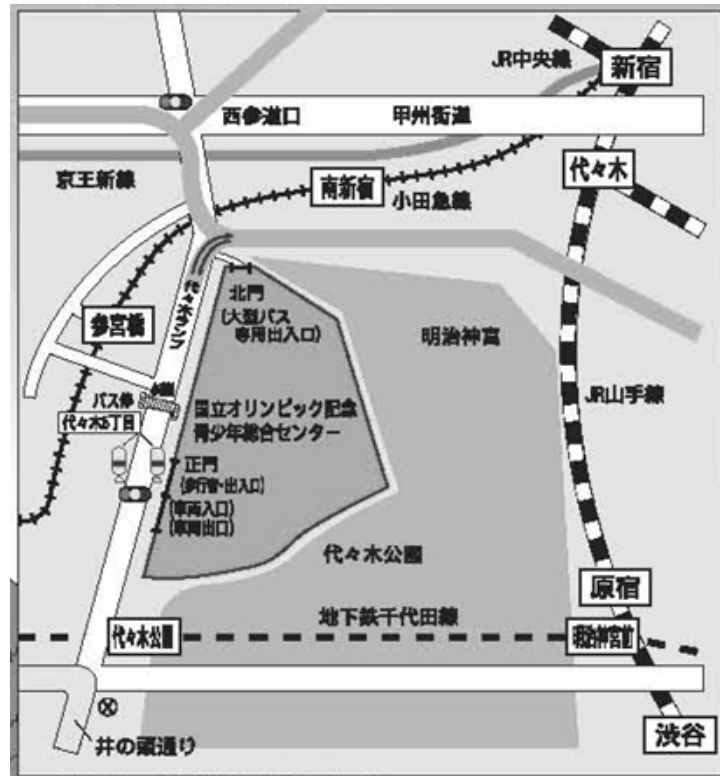 JR中央線
新宿
西参道口
甲州街道
京王新線
南新宿
小田急線
代々木
代々木ランプ
北門
(大型バス
専用出入口)
明治神宮
参宮橋
JR山手線
バス停
代々木5丁目
国立オリンピック記念
青少年総合センター
正門
(歩行者・出入口)
(車両入口)
(車両出口)
代々木公園
原宿
地下鉄千代田線
代々木公園
明治神宮前
渋谷
井の頭通り